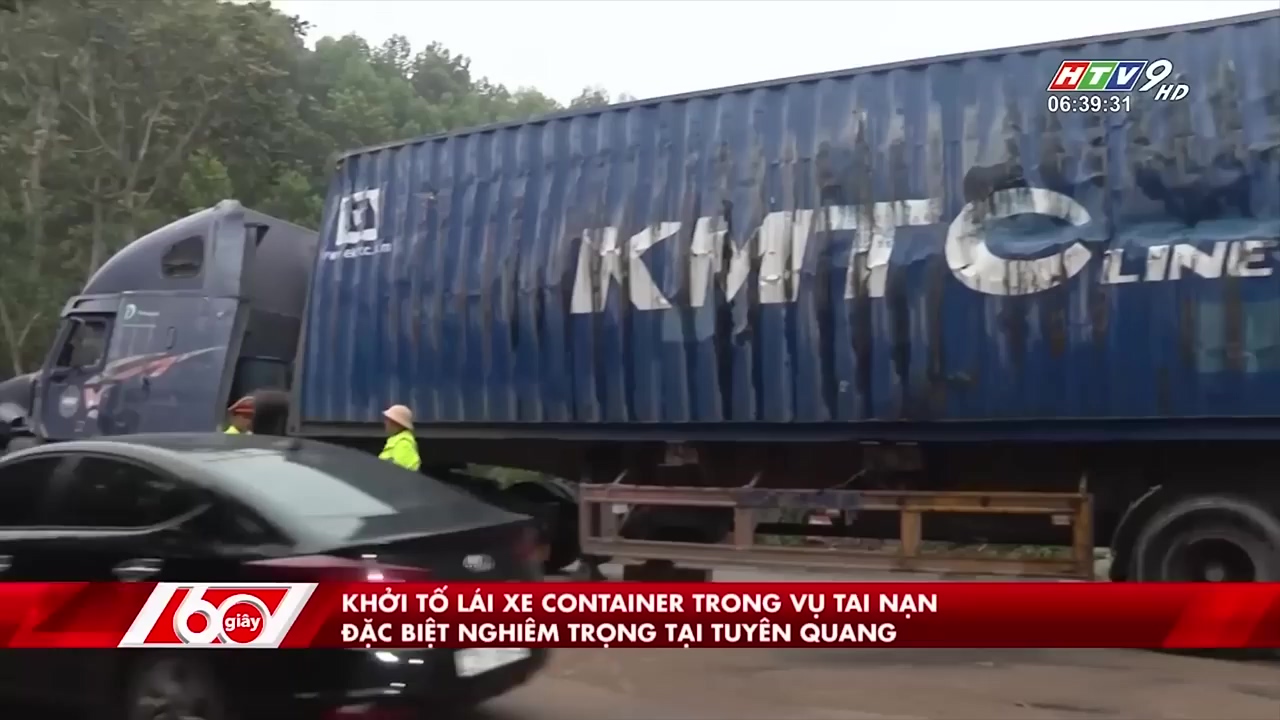 HTV9 HD
06:39:31
KMTC LINE
60 giây
KHỞI TỐ LÁI XE CONTAINER TRONG VỤ TAI NẠN
ĐẶC BIỆT NGHIÊM TRỌNG TẠI TUYÊN QUANG